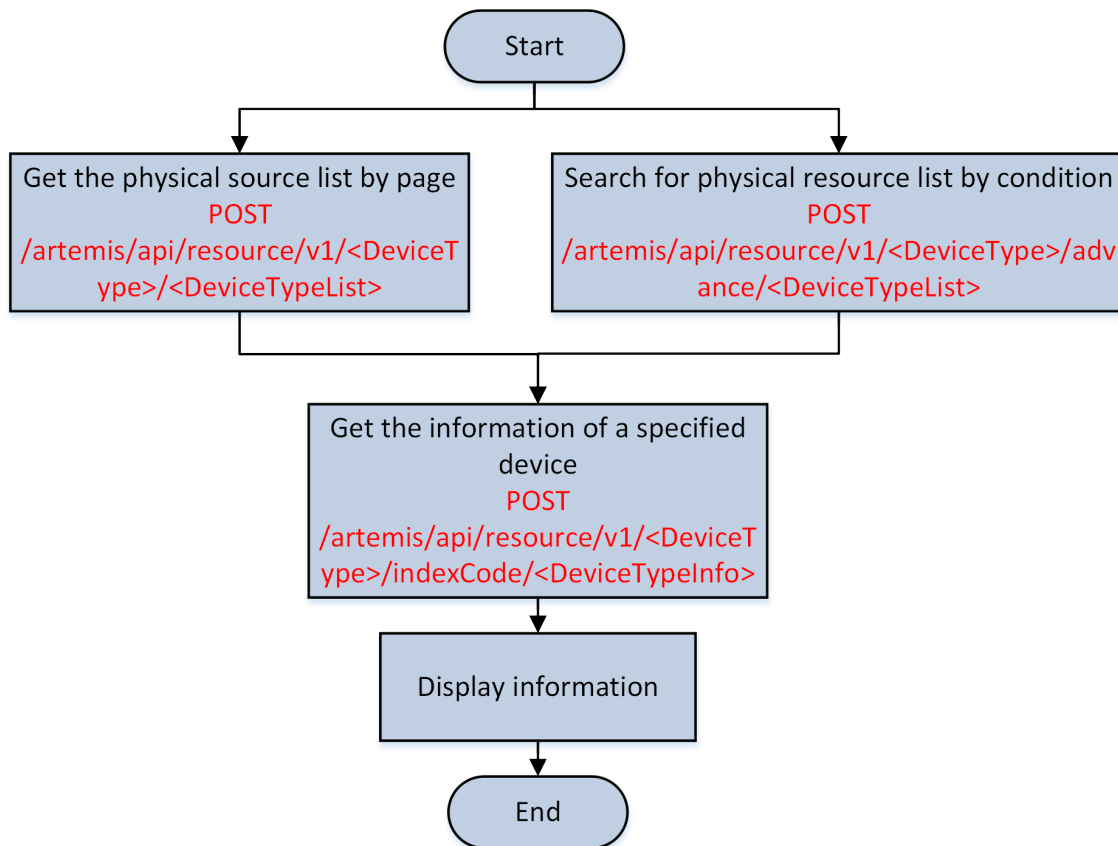 Start
Get the physical source list by page
POST
/artemis/api/resource/v1/<DeviceT
ype>/<DeviceTypeList>
Search for physical resource list by condition
POST
/artemis/api/resource/v1/<DeviceType>/adv
ance/<DeviceTypeList>
Get the information of a specified
device
POST
/artemis/api/resource/v1/<DeviceT
ype>/indexCode/<DeviceTypeInfo>
Display information
End